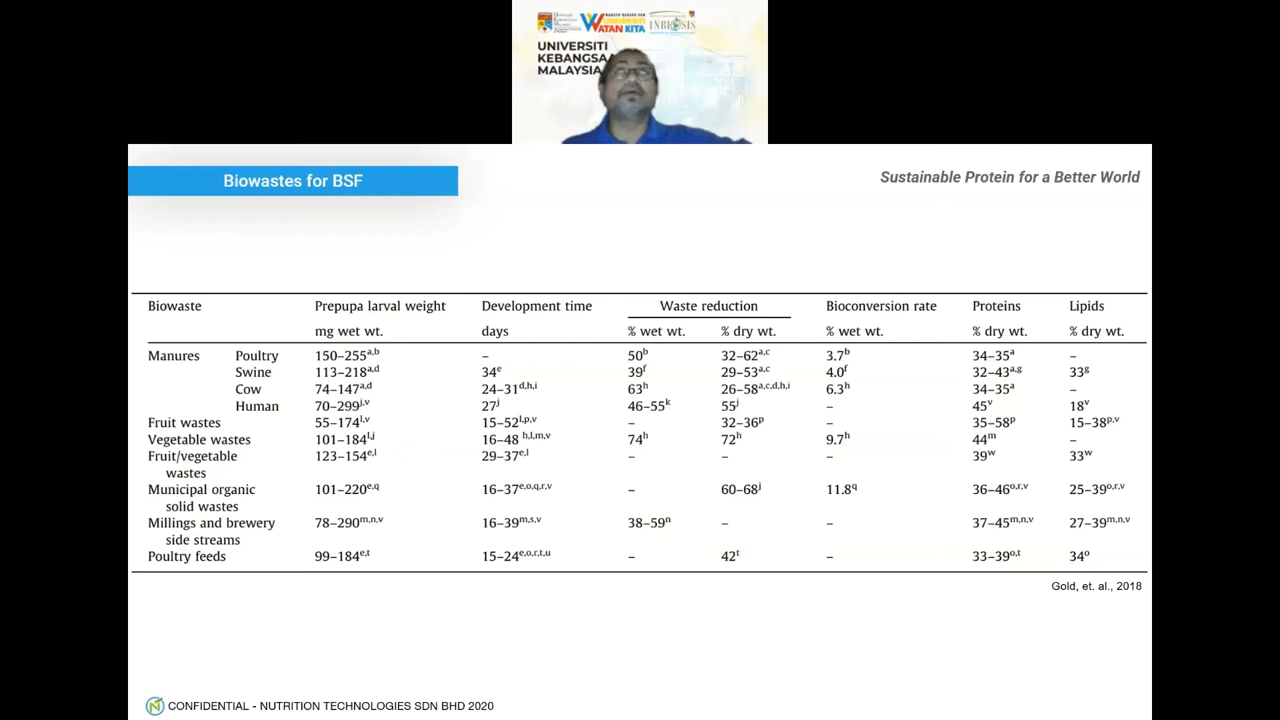 WATAN KITA
INBIOSIS
UNIVERSITI
KEBANGSA
MALAYSIA
Biowastes for BSF
Sustainable Protein for a Better World
Biowaste Prepupa larval weight Development time Waste reduction Bioconversion rate Proteins Lipids
mg wet wt. days % wet wt. % dry wt. % wet wt. % dry wt. % dry wt.
Manures Poultry 150–255a,b – 50b 32–62a,c 3.7b 34–35a –
Swine 113–218a,d 34e 39f 29–53a,c 4.0f 32–43a,g 33g
Cow 74–147a,d 24–31d,h,i 63h 26–58a,c,d,h,i 6.3h 34–35a –
Human 70–299j,v 27j 46–55k 55j – 45v 18v
Fruit wastes 55–174l,v 15–52l,p,v – 32–36p – 35–58p 15–38p,v
Vegetable wastes 101–184l,j 16–48 h,l,m,v 74h 72h 9.7h 44m –
Fruit/vegetable 123–154e,l 29–37e,l – – – 39w 33w
wastes
Municipal organic 101–220e,q 16–37e,o,q,r,v – 60–68j 11.8q 36–46o,r,v 25–39o,r,v
solid wastes
Millings and brewery 78–290m,n,v 16–39m,s,v 38–59n – – 37–45m,n,v 27–39m,n,v
side streams
Poultry feeds 99–184e,t 15–24e,o,r,t,u – 42t – 33–39o,t 34o
Gold, et. al., 2018
CONFIDENTIAL - NUTRITION TECHNOLOGIES SDN BHD 2020